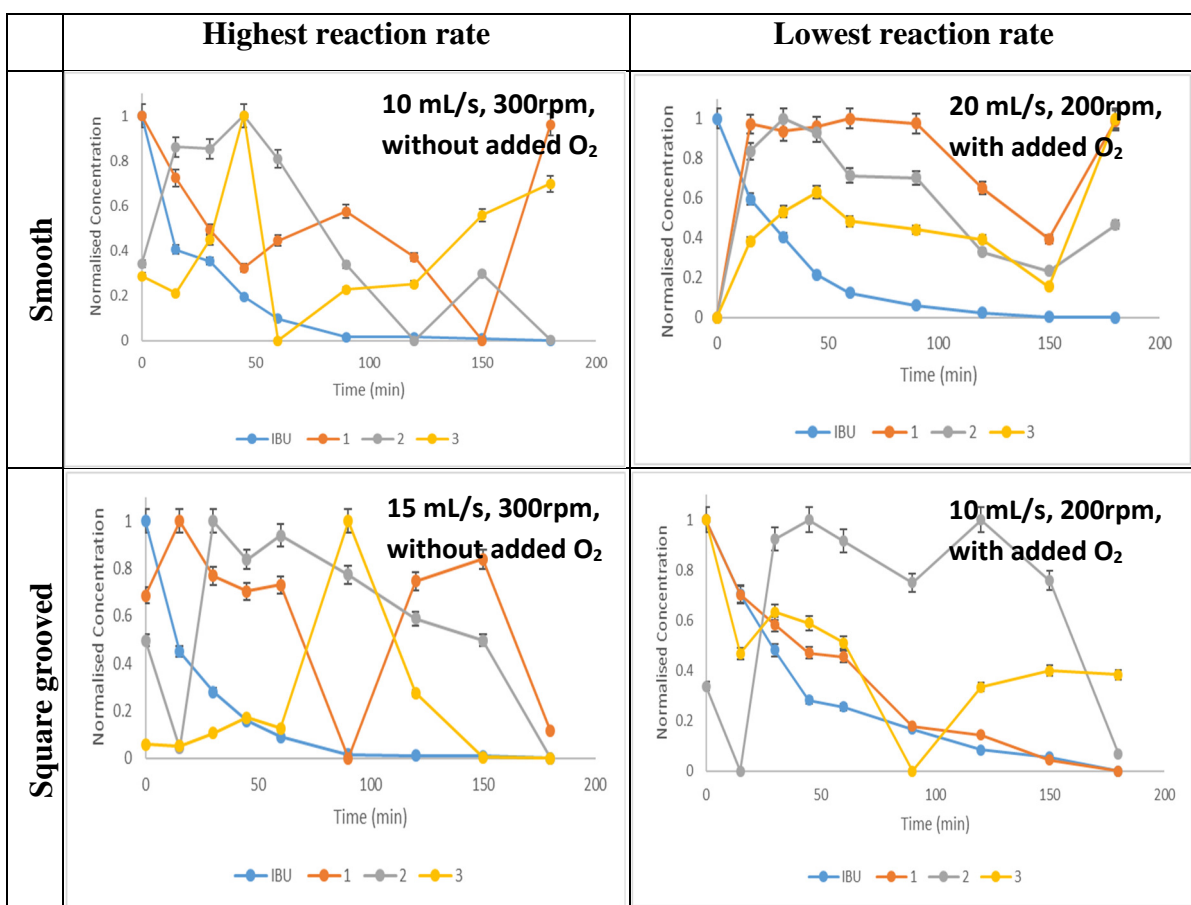 Highest reaction rate
Lowest reaction rate
Smooth
10 mL/s, 300rpm,
without added O₂
Normalised Concentration
1
0.8
0.6
0.4
0.2
0
0 50 100 150 200
Time (min)
IBU 1 2 3
20 mL/s, 200rpm,
with added O₂
Normalised Concentration
1
0.8
0.6
0.4
0.2
0
0 50 100 150 200
Time (min)
IBU 1 2 3
Square grooved
15 mL/s, 300rpm,
without added O₂
Normalised Concentration
1
0.8
0.6
0.4
0.2
0
0 50 100 150 200
Time (min)
IBU 1 2 3
10 mL/s, 200rpm,
with added O₂
Normalised Concentration
1
0.8
0.6
0.4
0.2
0
0 50 100 150 200
Time (min)
IBU 1 2 3